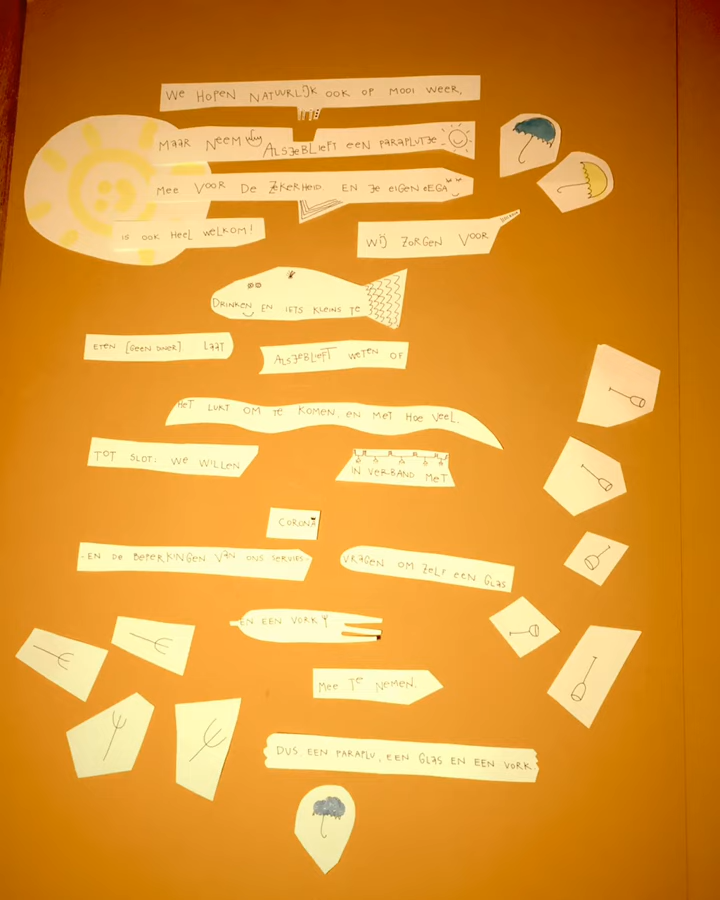 WE HOPEN NATUURLIJK OOK OP MOOI WEER,
MAAR NEEM ALSJEBLIEFT EEN PARAPLUTJE
MEE VOOR DE ZEKERHEID EN JE EIGEN EEGA
IS OOK HEEL WELKOM! WIJ ZORGEN VOOR
DRINKEN EN IETS KLEINS TE
ETEN [GEEN DINER] LAAT ALSJEBLIEFT WETEN OF
HET LUKT OM TE KOMEN, EN MET HOE VEEL.
TOT SLOT: WE WILLEN IN VERBAND MET
CORONA
-EN DE BEPERKINGEN VAN ONS SERVIES- VRAGEN OM ZELF EEN GLAS
EN EEN VORK
MEE TE NEMEN.
DUS EEN PARAPLU, EEN GLAS EN EEN VORK.